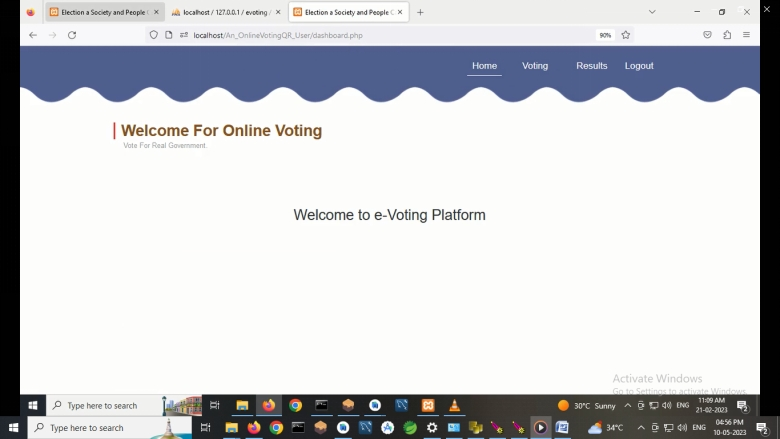 Election a Society and People
localhost / 127.0.0.1 / evoting /
Election a Society and People
localhost/An_OnlineVotingQR_User/dashboard.php
90%
Home Voting Results Logout
Welcome For Online Voting
Vote For Real Government.
Welcome to e-Voting Platform
Activate Windows
Go to Settings to activate Windows.
Type here to search
30°C Sunny
ENG
11:09 AM
21-02-2023
2
Type here to search
34°C
ENG
04:56 PM
10-05-2023
2